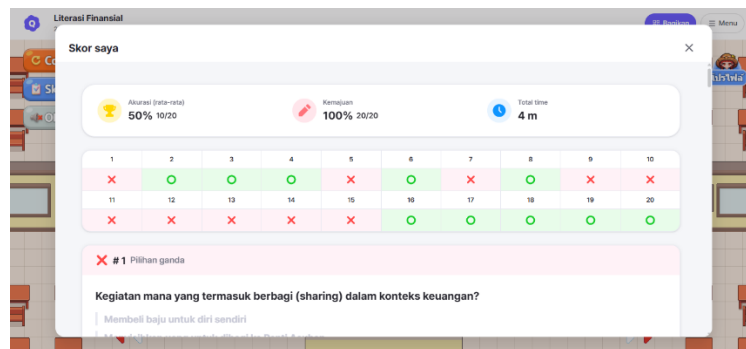 Literasi Finansial
Bagikan
Menu
Skor saya
Akurasi (rata-rata)
50% 10/20
Kemajuan
100% 20/20
Total time
4 m
1 2 3 4 5 6 7 8 9 10
11 12 13 14 15 16 17 18 19 20
# 1 Pilihan ganda
Kegiatan mana yang termasuk berbagi (sharing) dalam konteks keuangan?
Membeli baju untuk diri sendiri